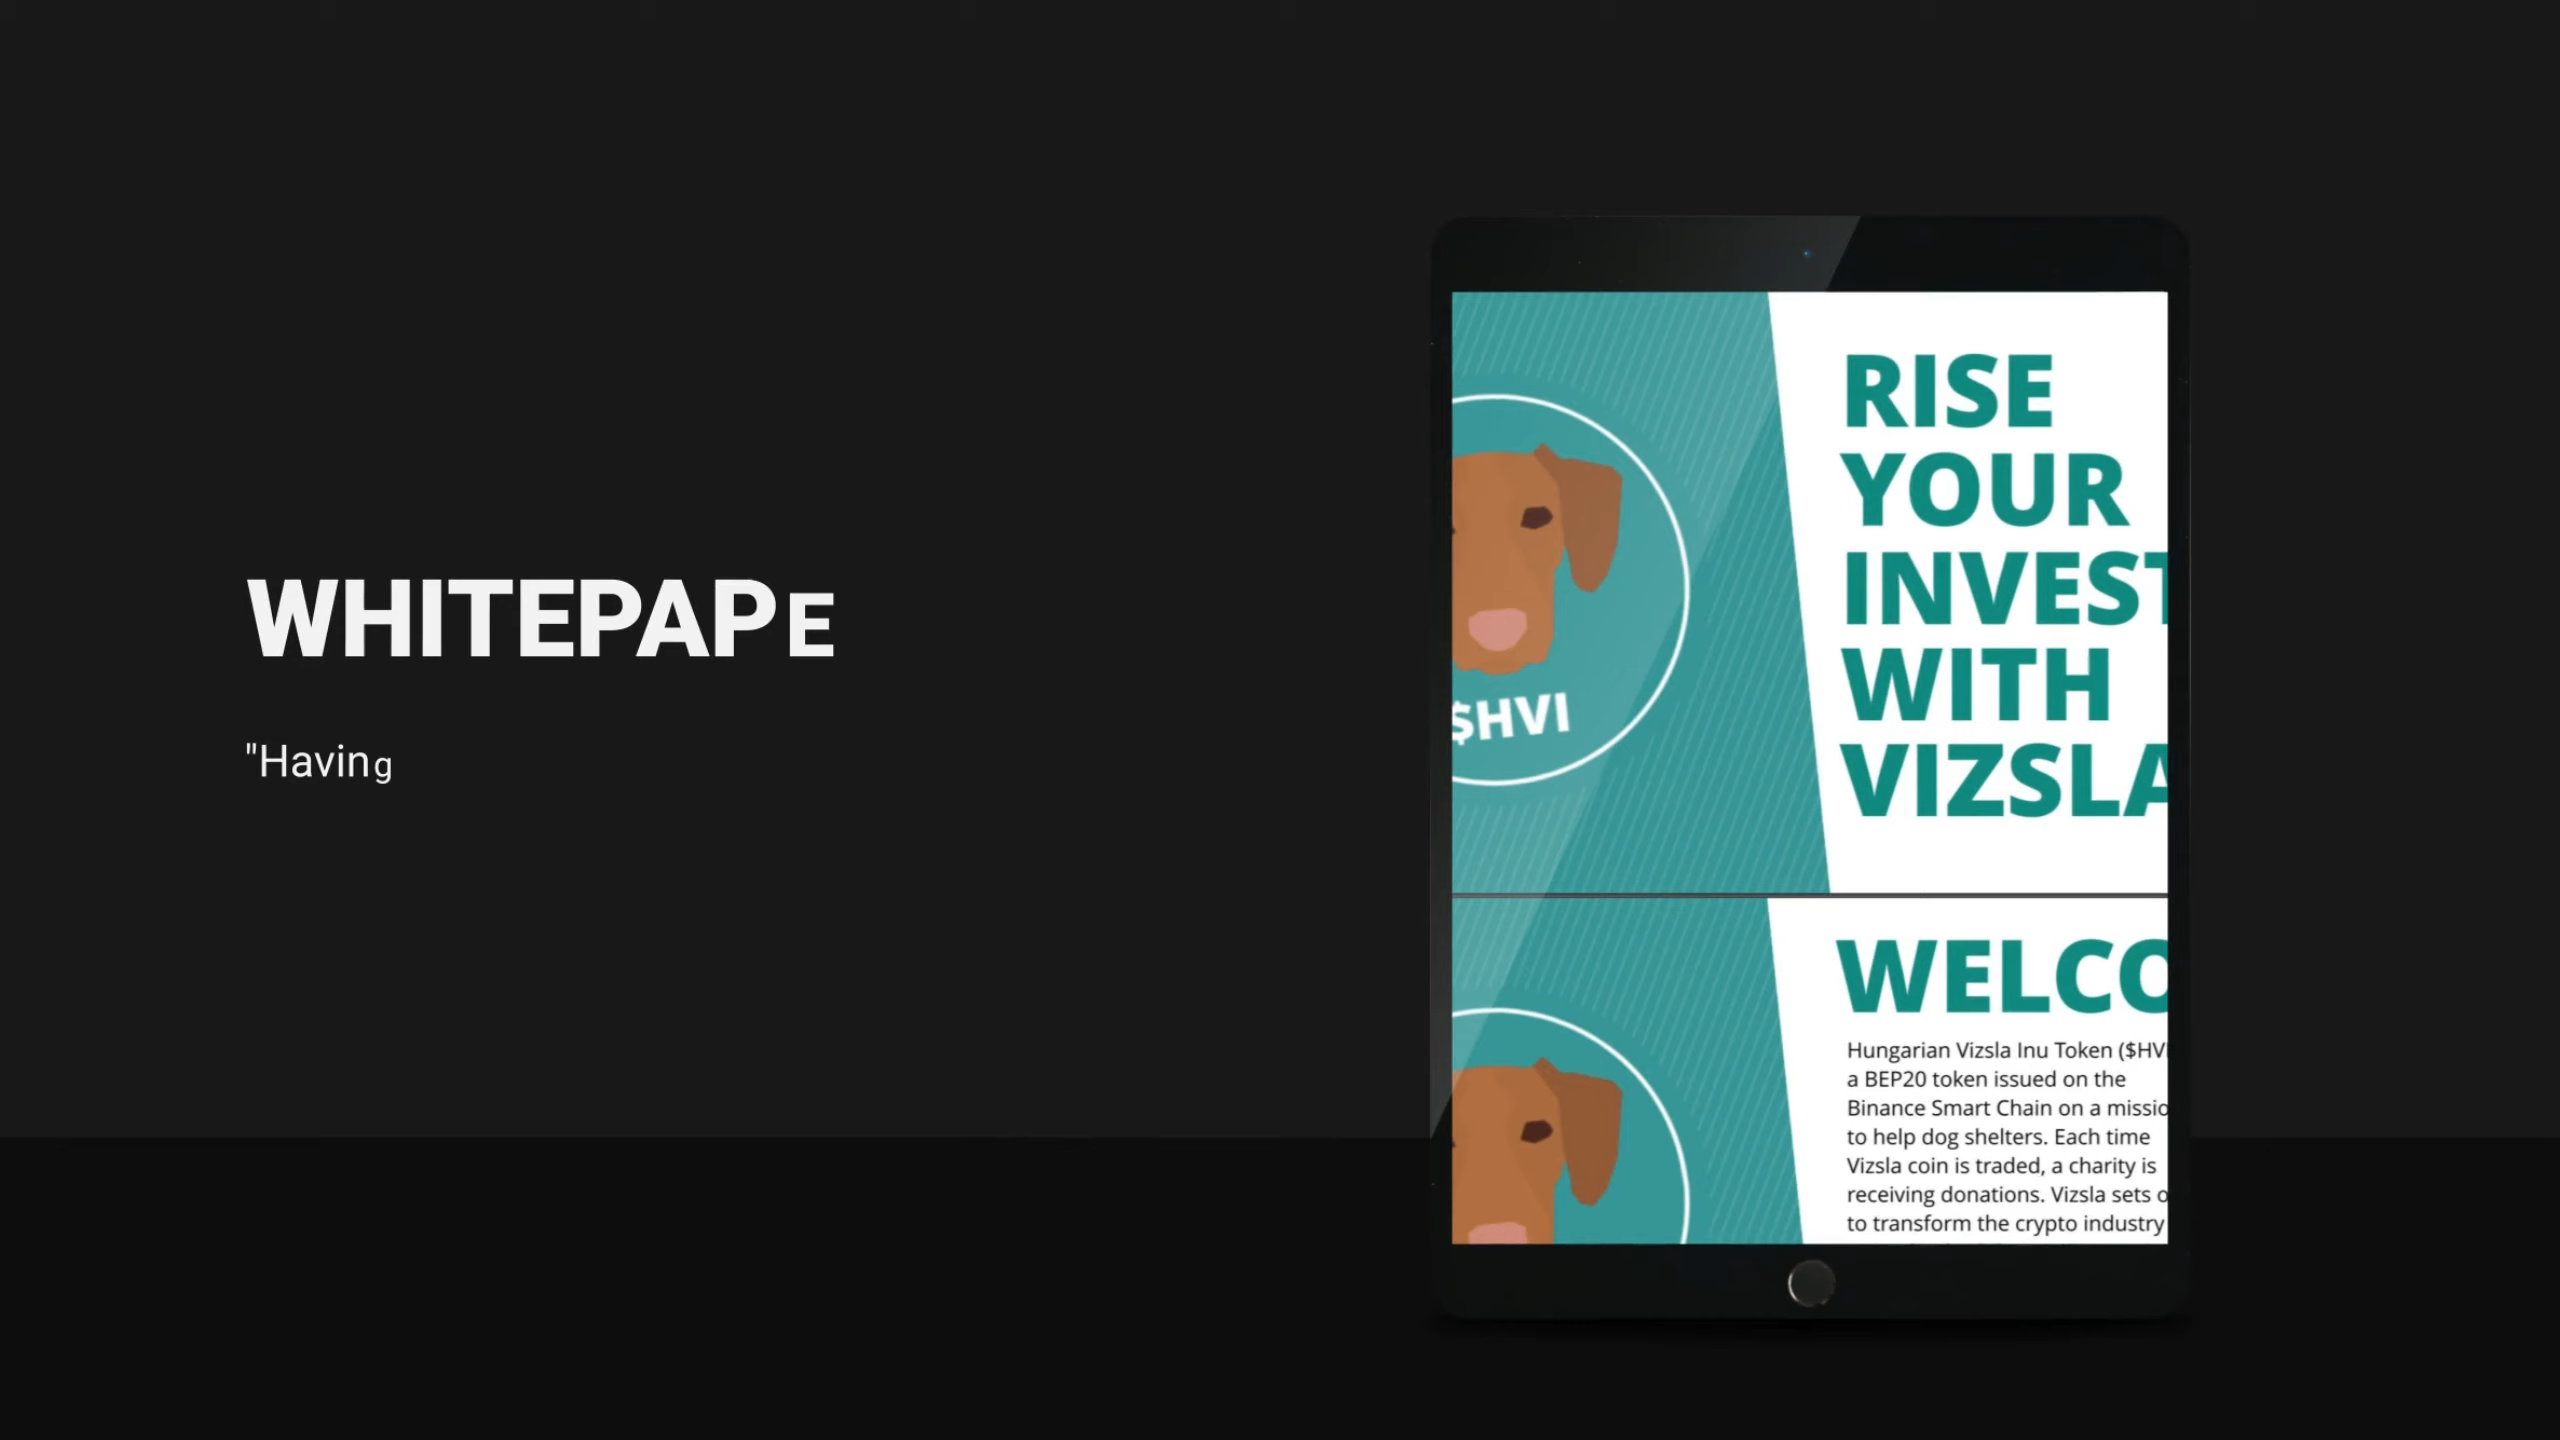 WHITEPAPE
"Having
RISE
YOUR
INVEST
WITH
VIZSLA
$HVI
WELCO
Hungarian Vizsla Inu Token ($HVI
a BEP20 token issued on the
Binance Smart Chain on a missio
to help dog shelters. Each time
Vizsla coin is traded, a charity is
receiving donations. Vizsla sets o
to transform the crypto industry